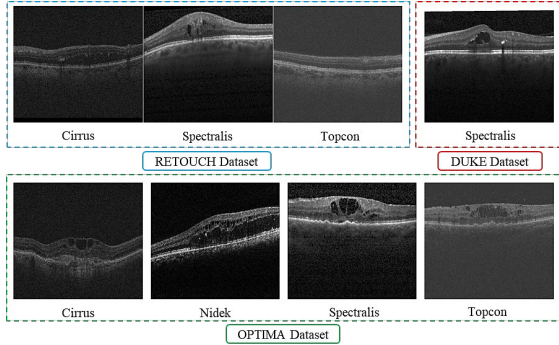 Cirrus
Spectralis
Topcon
RETOUCH Dataset
Spectralis
DUKE Dataset
Cirrus
Nidek
Spectralis
Topcon
OPTIMA Dataset